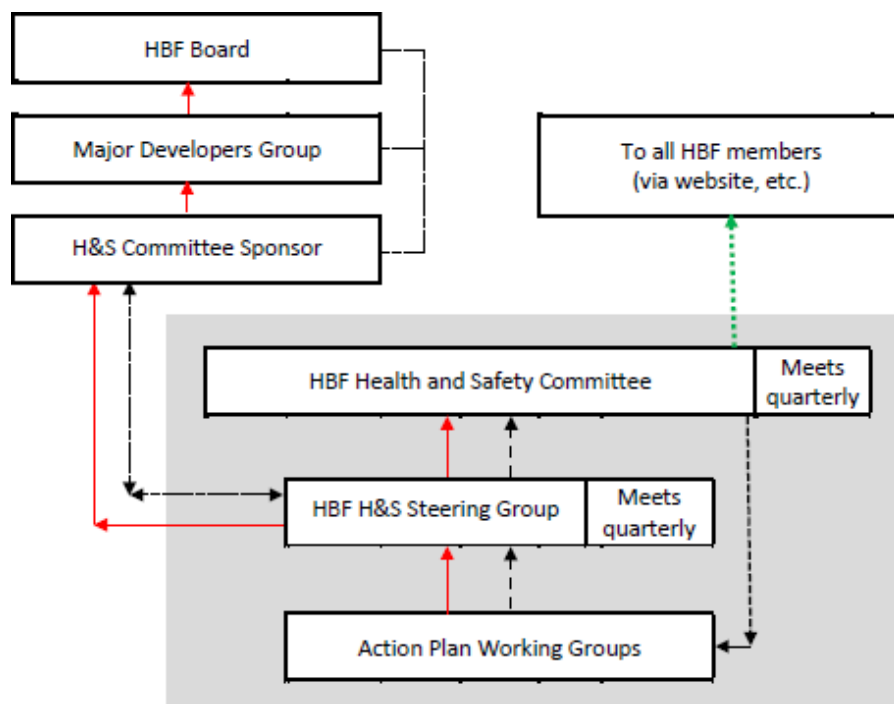 HBF Board
Major Developers Group
To all HBF members
(via website, etc.)
H&S Committee Sponsor
HBF Health and Safety Committee
Meets
quarterly
HBF H&S Steering Group
Meets
quarterly
Action Plan Working Groups